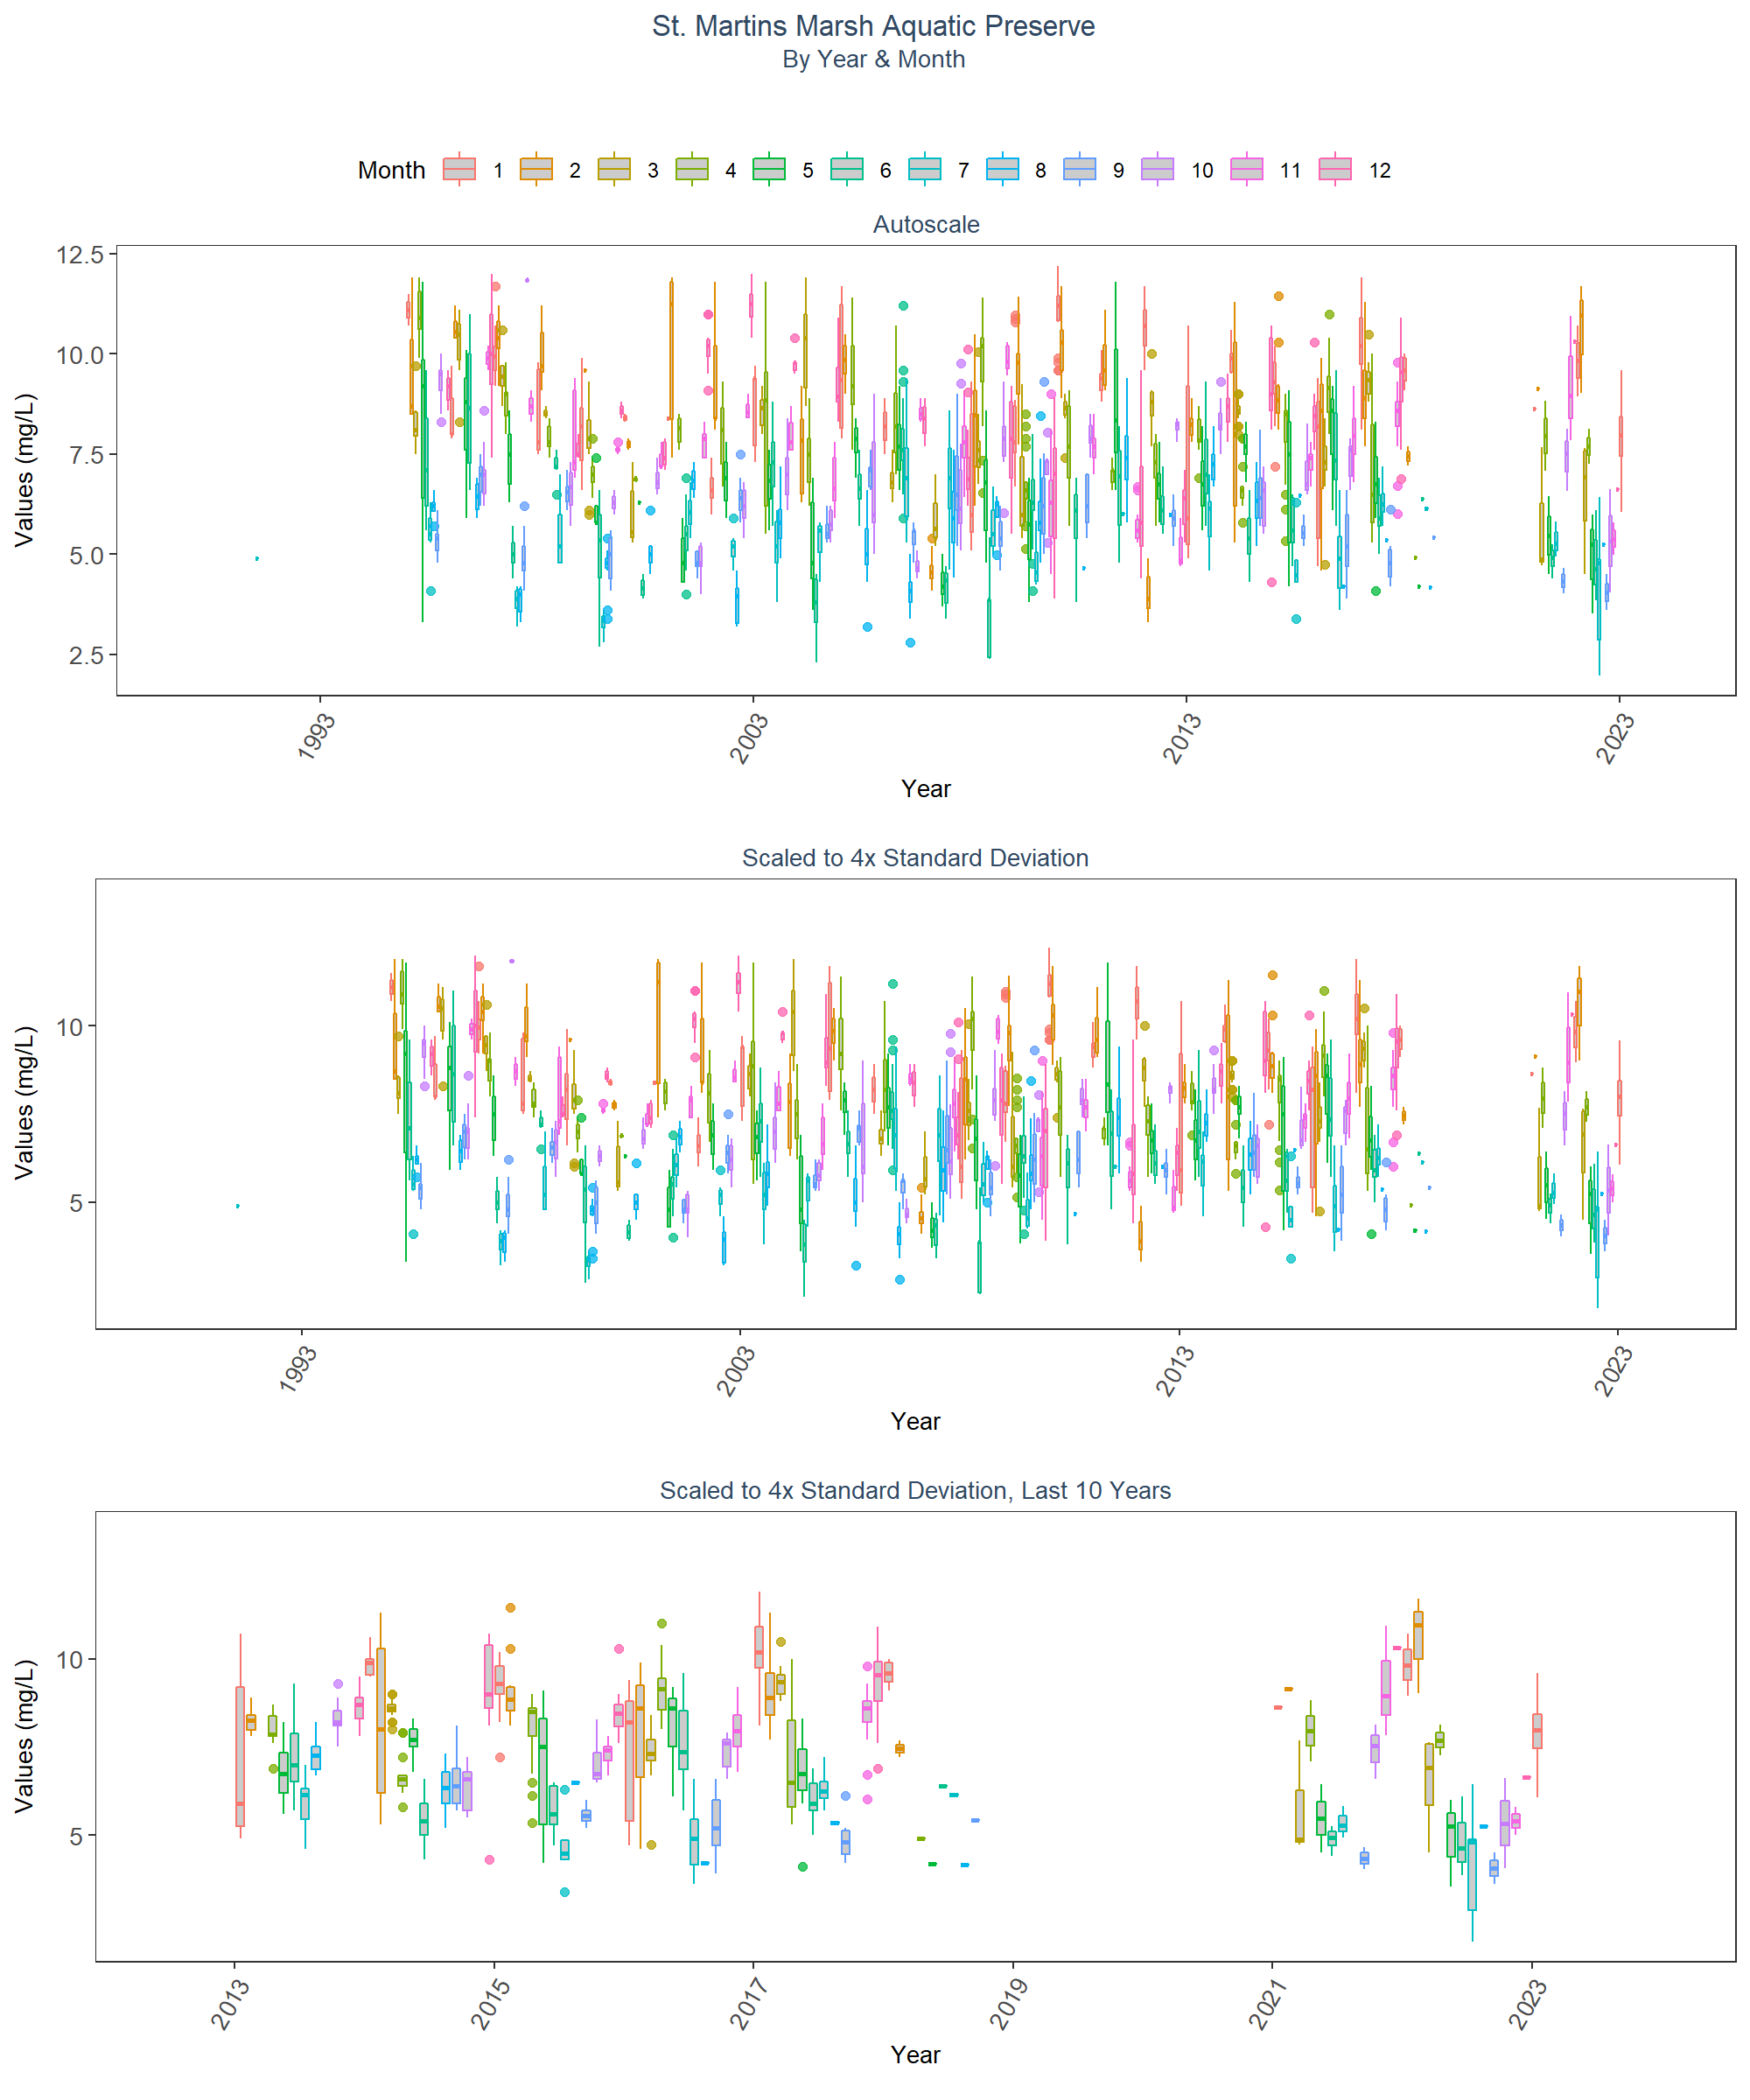 St. Martins Marsh Aquatic Preserve
By Year & Month
Month 1 2 3 4 5 6 7 8 9 10 11 12
Autoscale
Values (mg/L)
12.5
10.0
7.5
5.0
2.5
1993 2003 2013 2023
Year
Scaled to 4x Standard Deviation
Values (mg/L)
10
5
1993 2003 2013 2023
Year
Scaled to 4x Standard Deviation, Last 10 Years
Values (mg/L)
10
5
2013 2015 2017 2019 2021 2023
Year